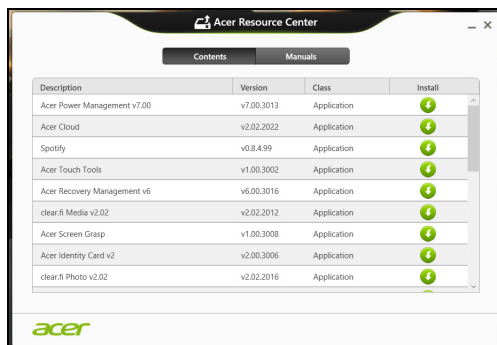 Acer Resource Center
Contents Manuals
Description Version Class Install
Acer Power Management v7.00 v7.00.3013 Application
Acer Cloud v2.02.2022 Application
Spotify v0.8.4.99 Application
Acer Touch Tools v1.00.3002 Application
Acer Recovery Management v6 v6.00.3016 Application
clear.fi Media v2.02 v2.02.2012 Application
Acer Screen Grasp v1.00.3008 Application
Acer Identity Card v2 v2.00.3006 Application
clear.fi Photo v2.02 v2.02.2016 Application
acer